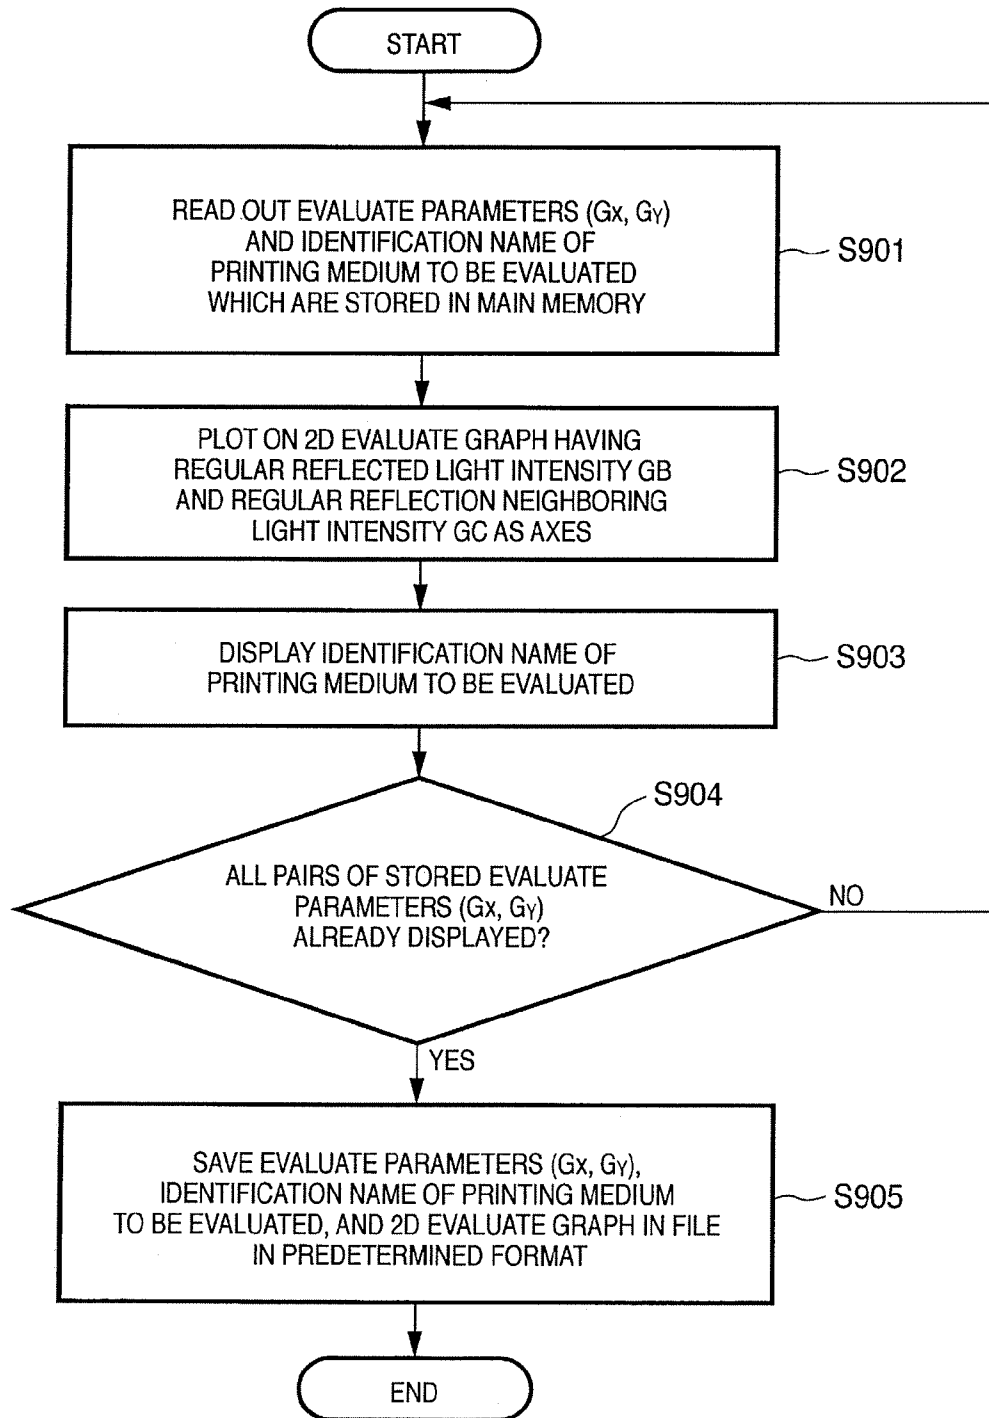 START
READ OUT EVALUATE PARAMETERS (Gx, GY)
AND IDENTIFICATION NAME OF
PRINTING MEDIUM TO BE EVALUATED
WHICH ARE STORED IN MAIN MEMORY
S901
PLOT ON 2D EVALUATE GRAPH HAVING
REGULAR REFLECTED LIGHT INTENSITY GB
AND REGULAR REFLECTION NEIGHBORING
LIGHT INTENSITY GC AS AXES
S902
DISPLAY IDENTIFICATION NAME OF
PRINTING MEDIUM TO BE EVALUATED
S903
S904
ALL PAIRS OF STORED EVALUATE
PARAMETERS (Gx, GY)
ALREADY DISPLAYED?
NO
YES
SAVE EVALUATE PARAMETERS (Gx, GY),
IDENTIFICATION NAME OF PRINTING MEDIUM
TO BE EVALUATED, AND 2D EVALUATE GRAPH IN FILE
IN PREDETERMINED FORMAT
S905
END